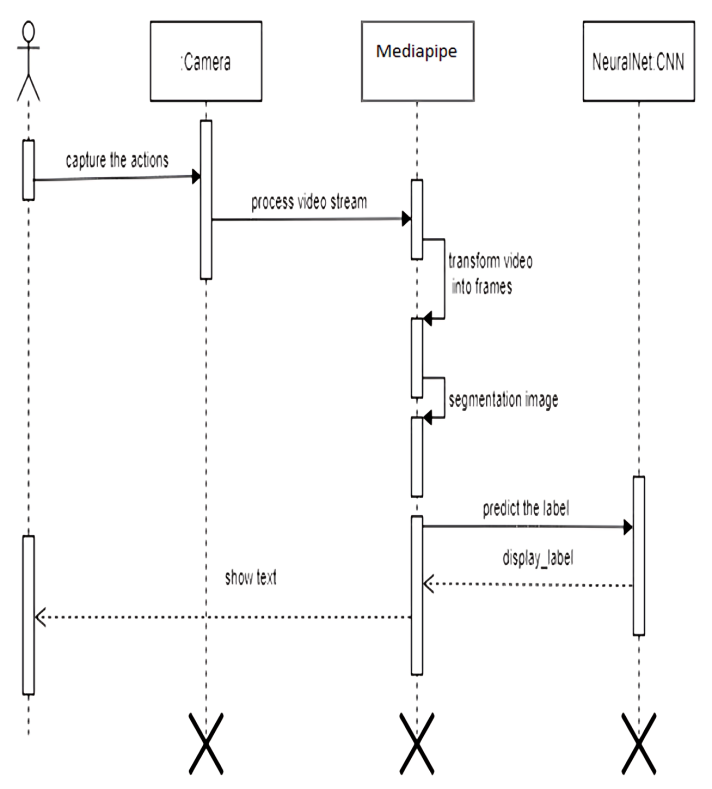 :Camera
Mediapipe
NeuralNet:CNN
capture the actions
process video stream
transform video
into frames
segmentation image
predict the label
display_label
show text